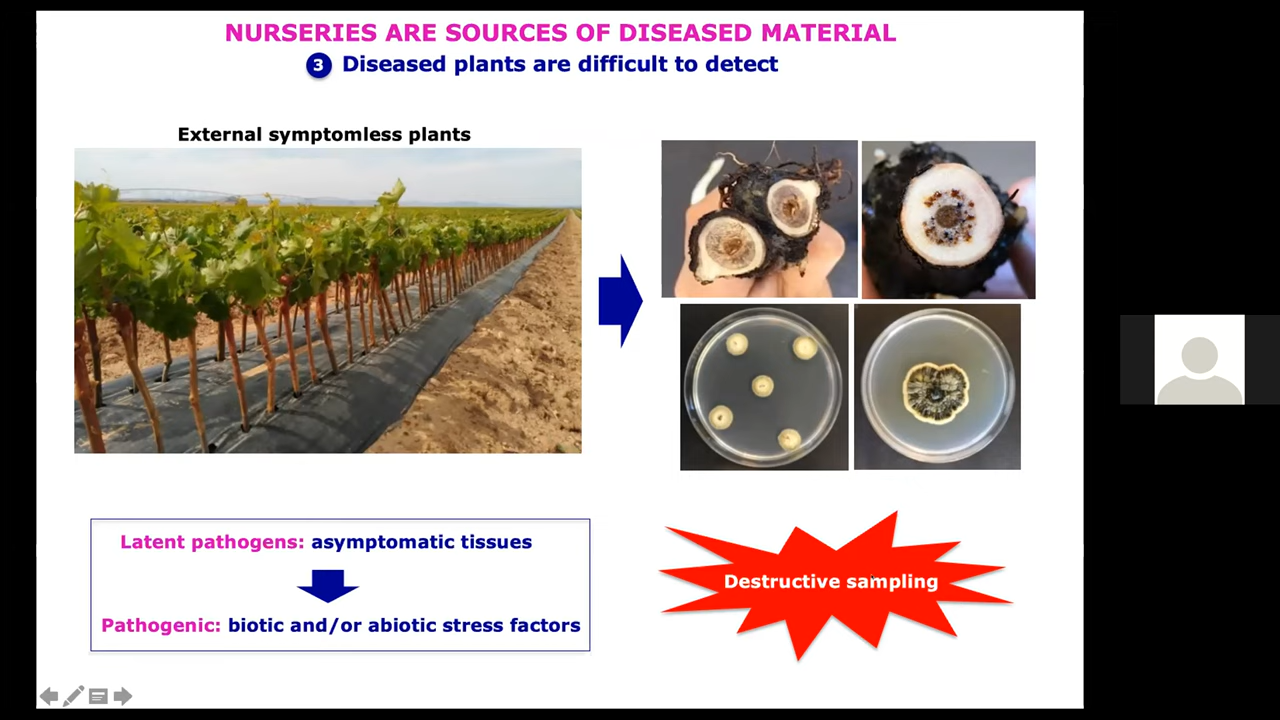 NURSERIES ARE SOURCES OF DISEASED MATERIAL
3 Diseased plants are difficult to detect
External symptomless plants
Latent pathogens: asymptomatic tissues
Pathogenic: biotic and/or abiotic stress factors
Destructive sampling